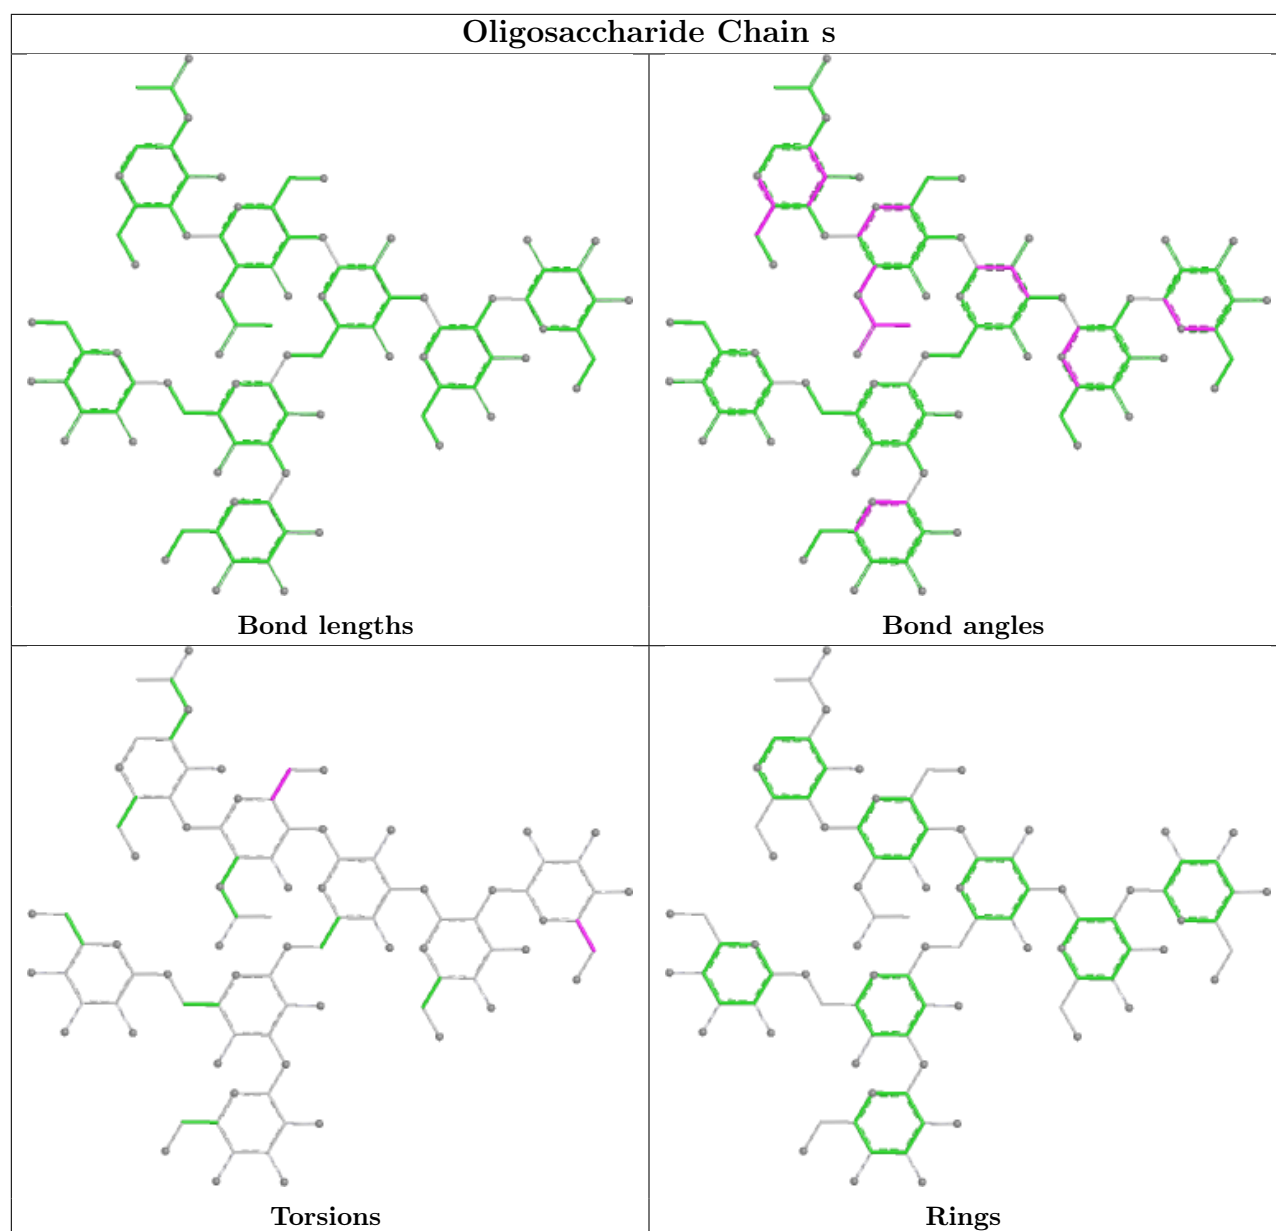 Oligosaccharide Chain s
Bond lengths
Bond angles
Torsions
Rings